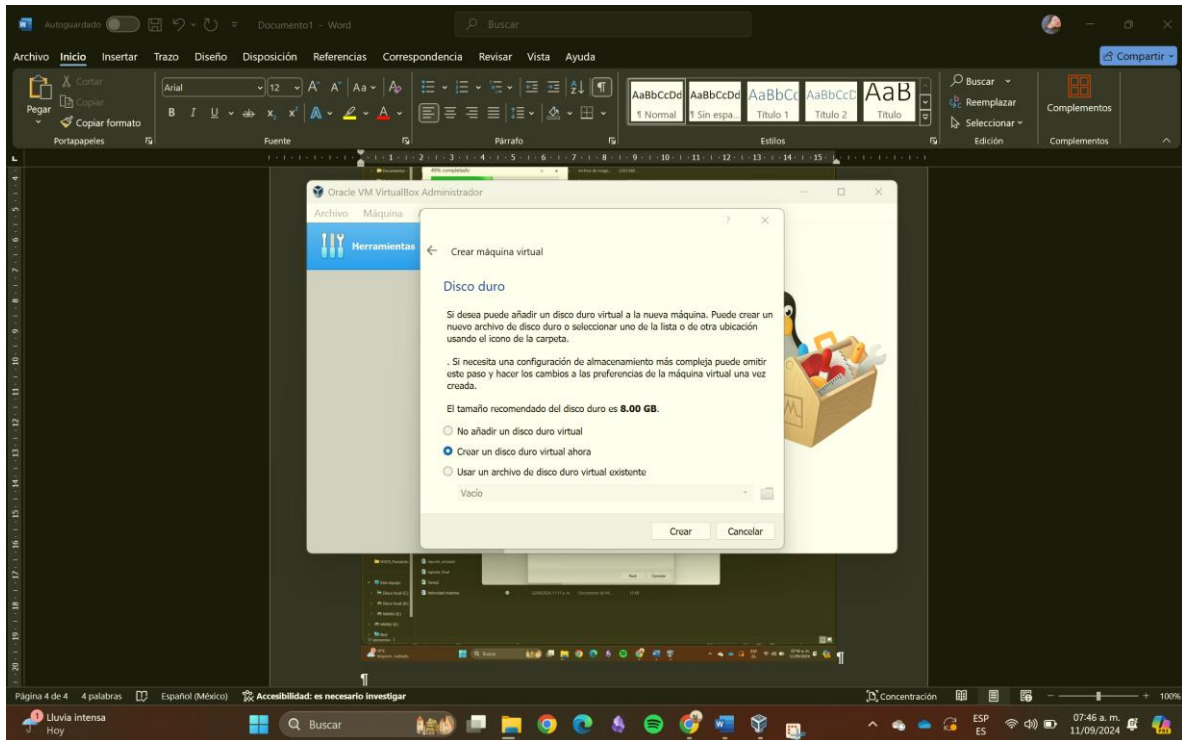 Autoguardado
Documento1 - Word
Buscar
Archivo Inicio Insertar Trazo Diseño Disposición Referencias Correspondencia Revisar Vista Ayuda
Compartir
Pegar
Cortar
Copiar
Copiar formato
Portapapeles
Arial 12
Fuente
Párrafo
AaBbCcDd AaBbCcDd AaBbCc AaBbCcD AaB
¶ Normal ¶ Sin espa... Título 1 Título 2 Título
Estilos
Buscar
Reemplazar
Seleccionar
Edición
Complementos
Complementos
49% completado
Oracle VM VirtualBox Administrador
Archivo Máquina
Herramientas
Crear máquina virtual
Disco duro
Si desea puede añadir un disco duro virtual a la nueva máquina. Puede crear un
nuevo archivo de disco duro o seleccionar uno de la lista o de otra ubicación
usando el icono de la carpeta.
. Si necesita una configuración de almacenamiento más compleja puede omitir
este paso y hacer los cambios a las preferencias de la máquina virtual una vez
creada.
El tamaño recomendado del disco duro es 8.00 GB.
No añadir un disco duro virtual
Crear un disco duro virtual ahora
Usar un archivo de disco duro virtual existente
Vacío
Crear Cancelar
Página 4 de 4 4 palabras Español (México) Accesibilidad: es necesario investigar
Concentración
100%
1
Lluvia intensa
Hoy
Buscar
ESP
ES
07:46 a. m.
11/09/2024